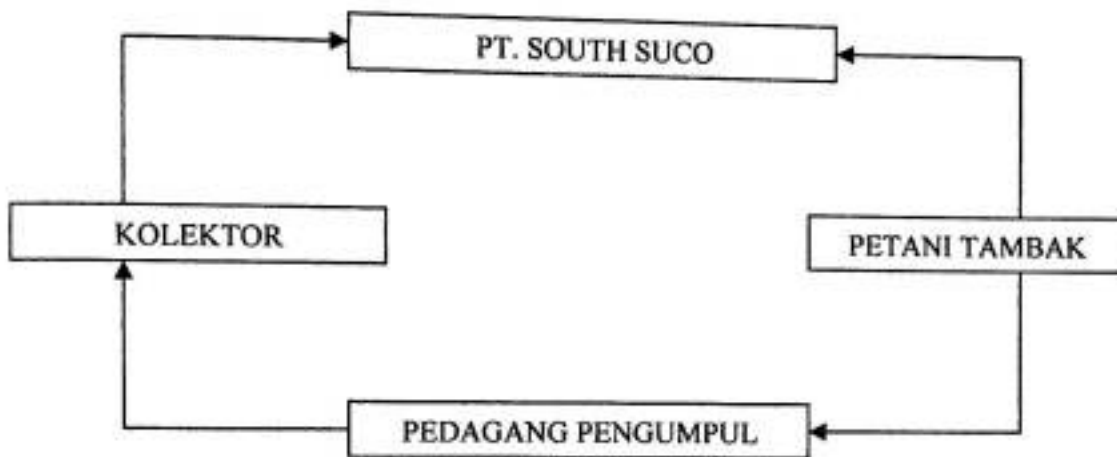 PT. SOUTH SUCO
KOLEKTOR
PETANI TAMBAK
PEDAGANG PENGUMPUL